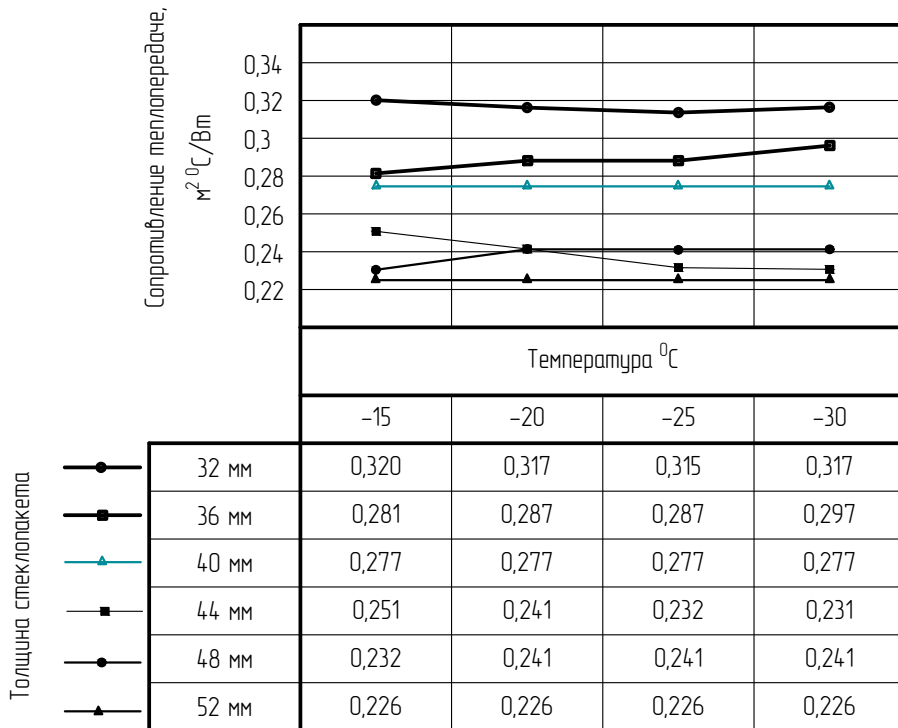 Сопротивление теплопередаче,
м² ⁰С/Вт
0,34
0,32
0,3
0,28
0,26
0,24
0,22
Температура ⁰С
–15 –20 –25 –30
Толщина стеклопакета
32 мм 0,320 0,317 0,315 0,317
36 мм 0,281 0,287 0,287 0,297
40 мм 0,277 0,277 0,277 0,277
44 мм 0,251 0,241 0,232 0,231
48 мм 0,232 0,241 0,241 0,241
52 мм 0,226 0,226 0,226 0,226